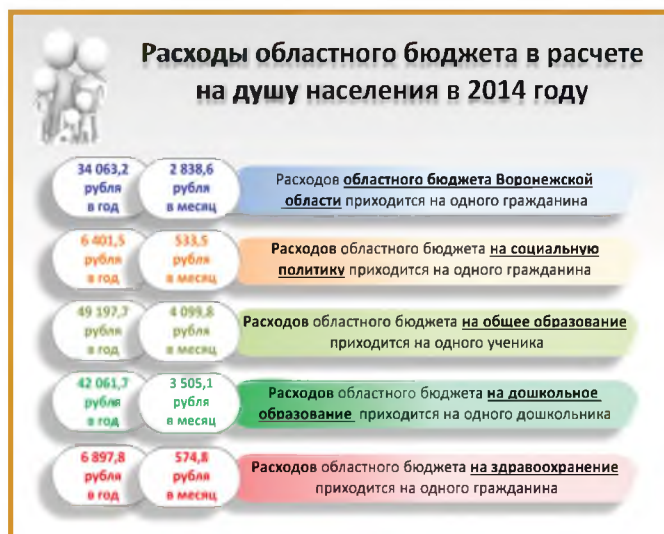 Расходы областного бюджета в расчете
на душу населения в 2014 году
34 063,2
рубля
в год
2 838,6
рубля
в месяц
Расходов областного бюджета Воронежской
области приходится на одного гражданина
6 401,5
рубля
в год
533,5
рубля
в месяц
Расходов областного бюджета на социальную
политику приходится на одного гражданина
49 197,7
рубля
в год
4 099,8
рубля
в месяц
Расходов областного бюджета на общее образование
приходится на одного ученика
42 061,7
рубля
в год
3 505,1
рубля
в месяц
Расходов областного бюджета на дошкольное
образование приходится на одного дошкольника
6 897,8
рубля
в год
574,8
рубля
в месяц
Расходов областного бюджета на здравоохранение
приходится на одного гражданина